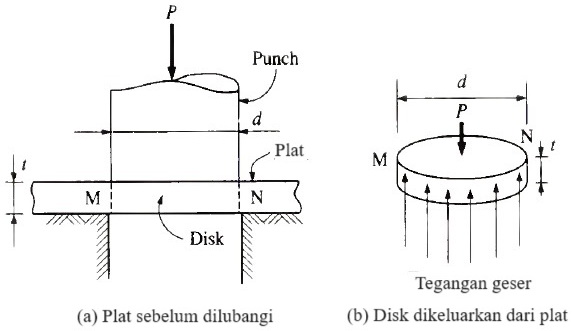 P
Punch
d
Plat
t
M
N
Disk
(a) Plat sebelum dilubangi
d
P
N
M
t
Tegangan geser
(b) Disk dikeluarkan dari plat